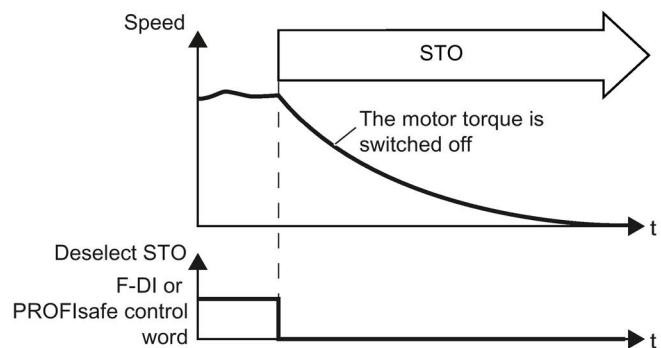 Speed
STO
The motor torque is
switched off
t
Deselect STO
F-DI or
PROFIsafe control
word
t